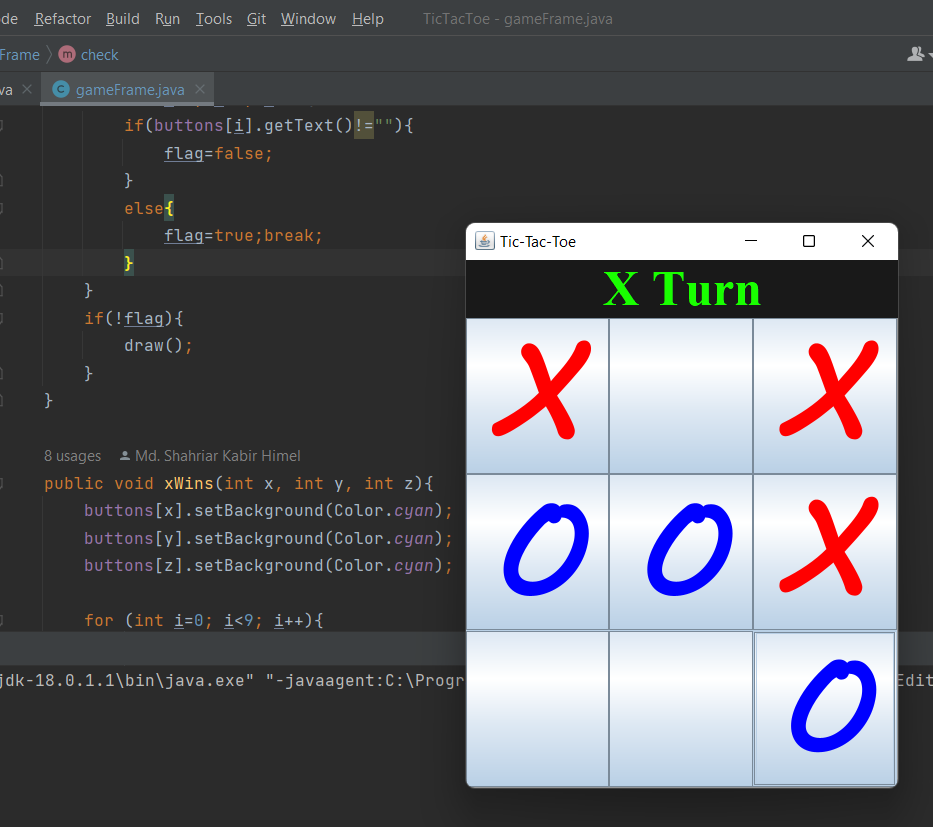 de Refactor Build Run Tools Git Window Help TicTacToe - gameFrame.java
Frame check
va gameFrame.java
if(buttons[i].getText()!=""){
flag=false;
}
else{
flag=true;break;
}
}
if(!flag){
draw();
}
}
8 usages Md. Shahriar Kabir Himel
public void xWins(int x, int y, int z){
buttons[x].setBackground(Color.cyan);
buttons[y].setBackground(Color.cyan);
buttons[z].setBackground(Color.cyan);
for (int i=0; i<9; i++){
jdk-18.0.1.1\bin\java.exe" "-javaagent:C:\Progr
Edit
Tic-Tac-Toe
X Turn
X X
O O X
O